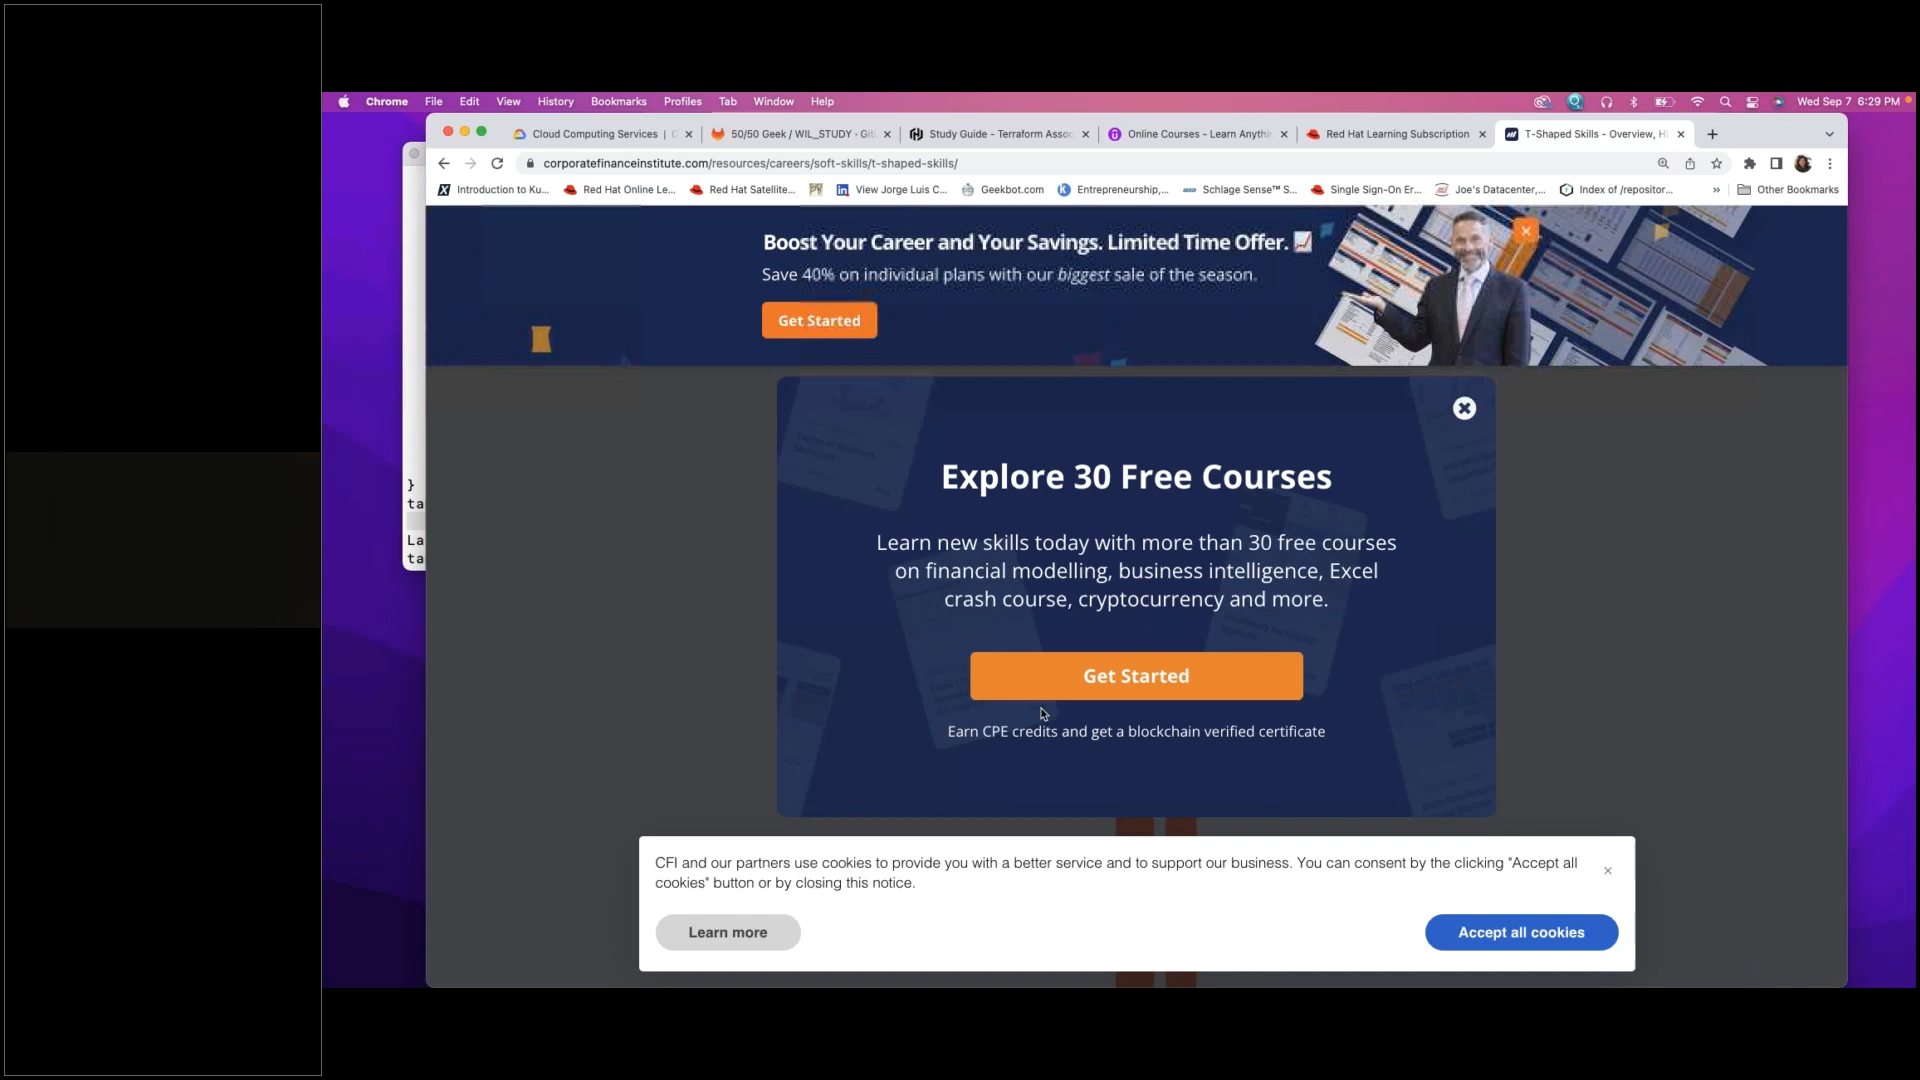 Chrome File Edit View History Bookmarks Profiles Tab Window Help Wed Sep 7 6:29 PM
Cloud Computing Services 50/50 Geek / WIL_STUDY · Git Study Guide - Terraform Assoc Online Courses - Learn Anythi Red Hat Learning Subscription T-Shaped Skills - Overview, H
corporatefinanceinstitute.com/resources/careers/soft-skills/t-shaped-skills/
Introduction to Ku... Red Hat Online Le... Red Hat Satellite... View Jorge Luis C... Geekbot.com Entrepreneurship,... Schlage Sense™ S... Single Sign-On Er... Joe's Datacenter,... Index of /repositor... » Other Bookmarks
Boost Your Career and Your Savings. Limited Time Offer.
Save 40% on individual plans with our biggest sale of the season.
Get Started
}
ta
La
ta
Explore 30 Free Courses
Learn new skills today with more than 30 free courses
on financial modelling, business intelligence, Excel
crash course, cryptocurrency and more.
Get Started
Earn CPE credits and get a blockchain verified certificate
CFI and our partners use cookies to provide you with a better service and to support our business. You can consent by the clicking "Accept all
cookies" button or by closing this notice.
Learn more
Accept all cookies